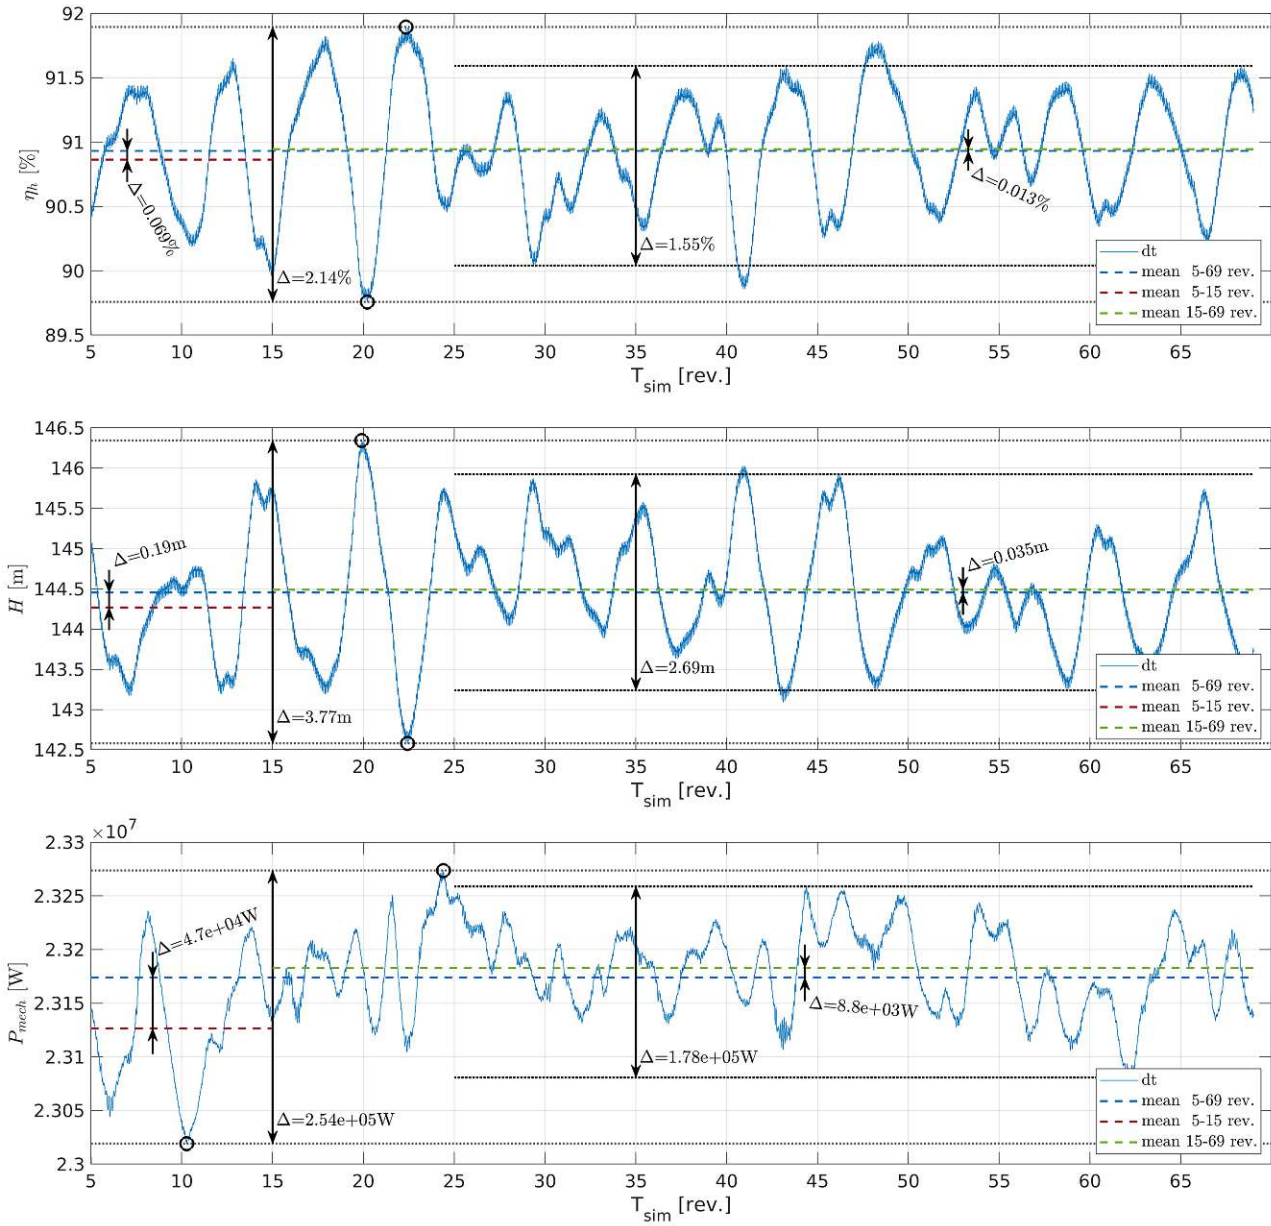 92
91.5
91
90.5
90
89.5
η_h [%]
Δ=0.069%
Δ=2.14%
Δ=1.55%
Δ=0.013%
dt
mean 5-69 rev.
mean 5-15 rev.
mean 15-69 rev.
5 10 15 20 25 30 35 40 45 50 55 60 65
T_sim [rev.]
146.5
146
145.5
145
144.5
144
143.5
143
142.5
H [m]
Δ=0.19m
Δ=3.77m
Δ=2.69m
Δ=0.035m
dt
mean 5-69 rev.
mean 5-15 rev.
mean 15-69 rev.
5 10 15 20 25 30 35 40 45 50 55 60 65
T_sim [rev.]
×10^7
2.33
2.325
2.32
2.315
2.31
2.305
2.3
P_mech [W]
Δ=4.7e+04W
Δ=2.54e+05W
Δ=1.78e+05W
Δ=8.8e+03W
dt
mean 5-69 rev.
mean 5-15 rev.
mean 15-69 rev.
5 10 15 20 25 30 35 40 45 50 55 60 65
T_sim [rev.]